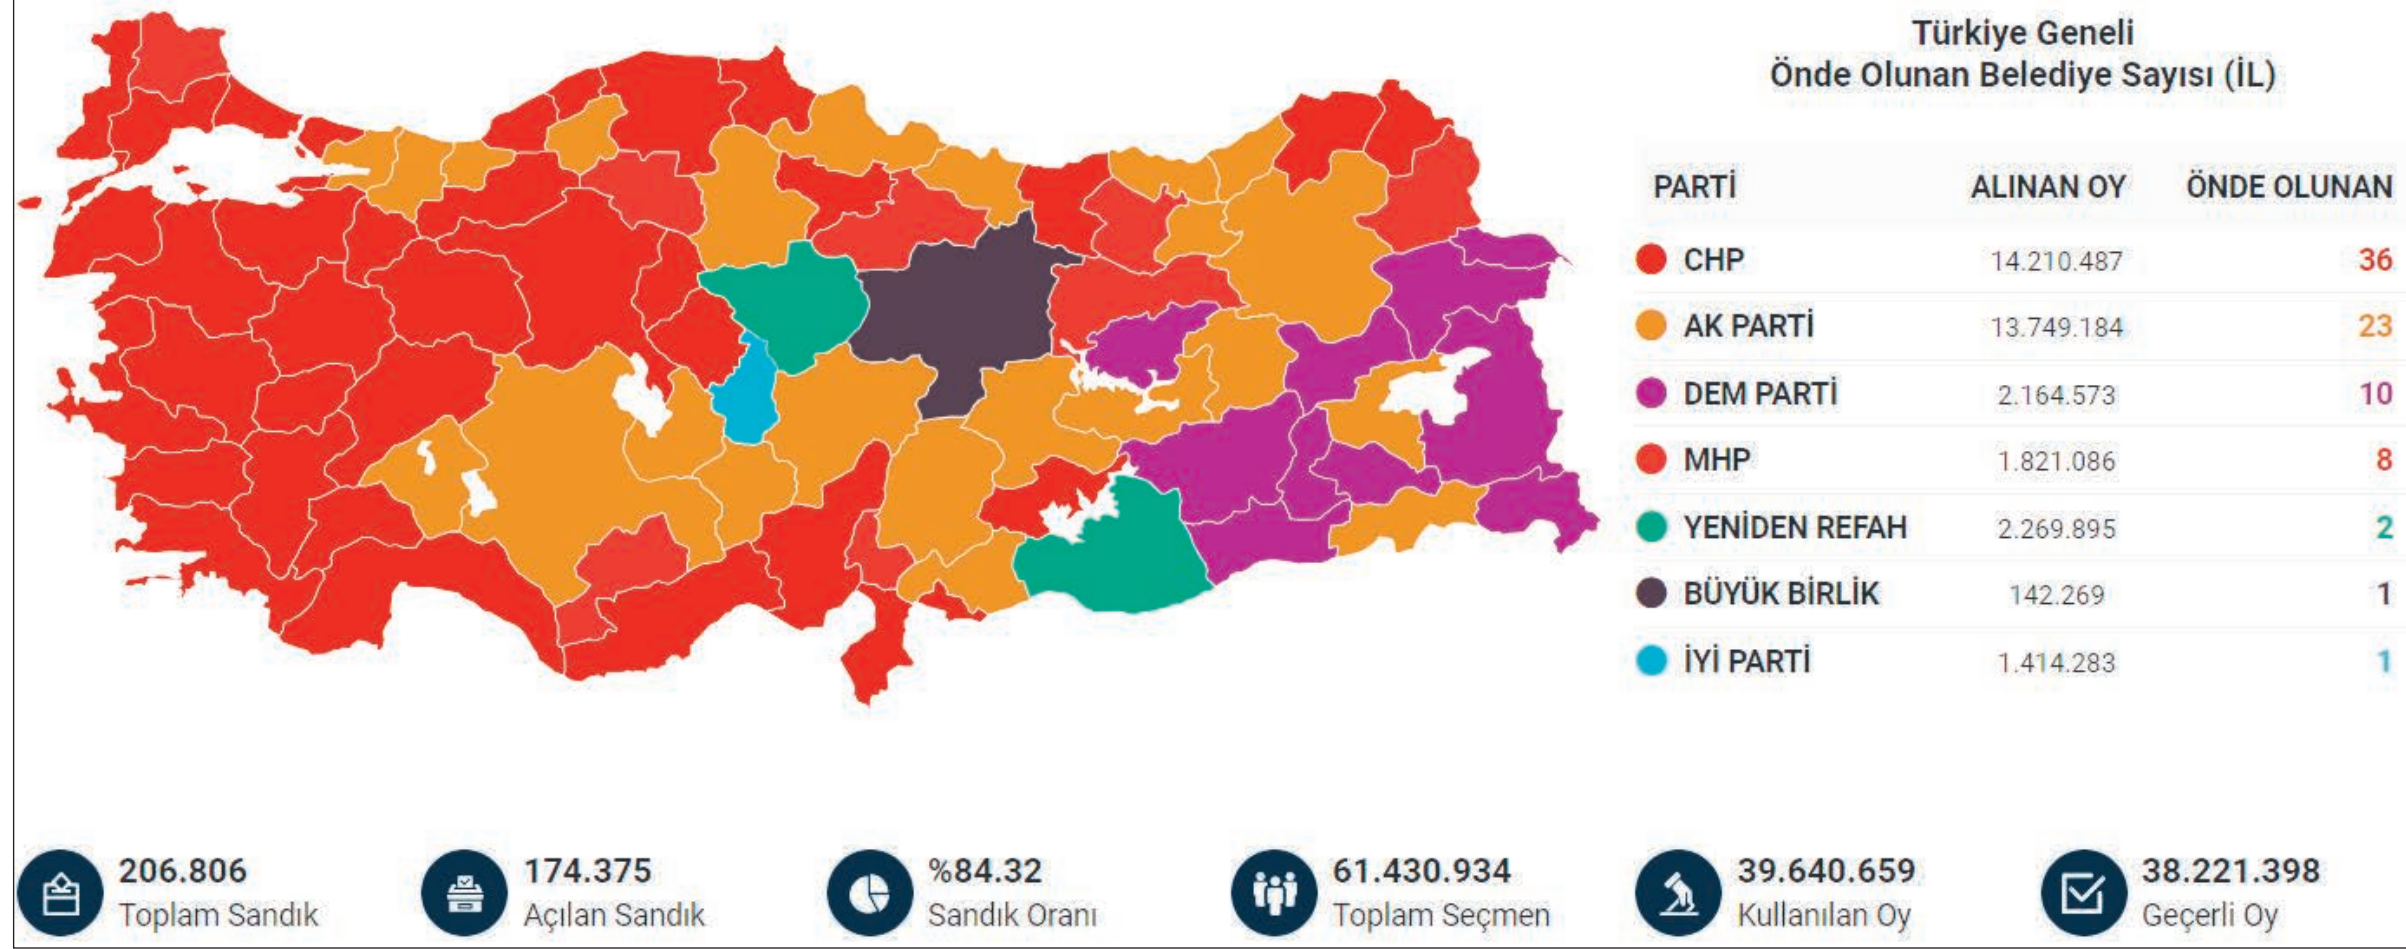 Türkiye Geneli
Önde Olunan Belediye Sayısı (İL)
PARTİ ALINAN OY ÖNDE OLUNAN
CHP 14.210.487 36
AK PARTİ 13.749.184 23
DEM PARTİ 2.164.573 10
MHP 1.821.086 8
YENİDEN REFAH 2.269.895 2
BÜYÜK BİRLİK 142.269 1
İYİ PARTİ 1.414.283 1
206.806 174.375 %84.32 61.430.934 39.640.659 38.221.398
Toplam Sandık Açılan Sandık Sandık Oranı Toplam Seçmen Kullanılan Oy Geçerli Oy